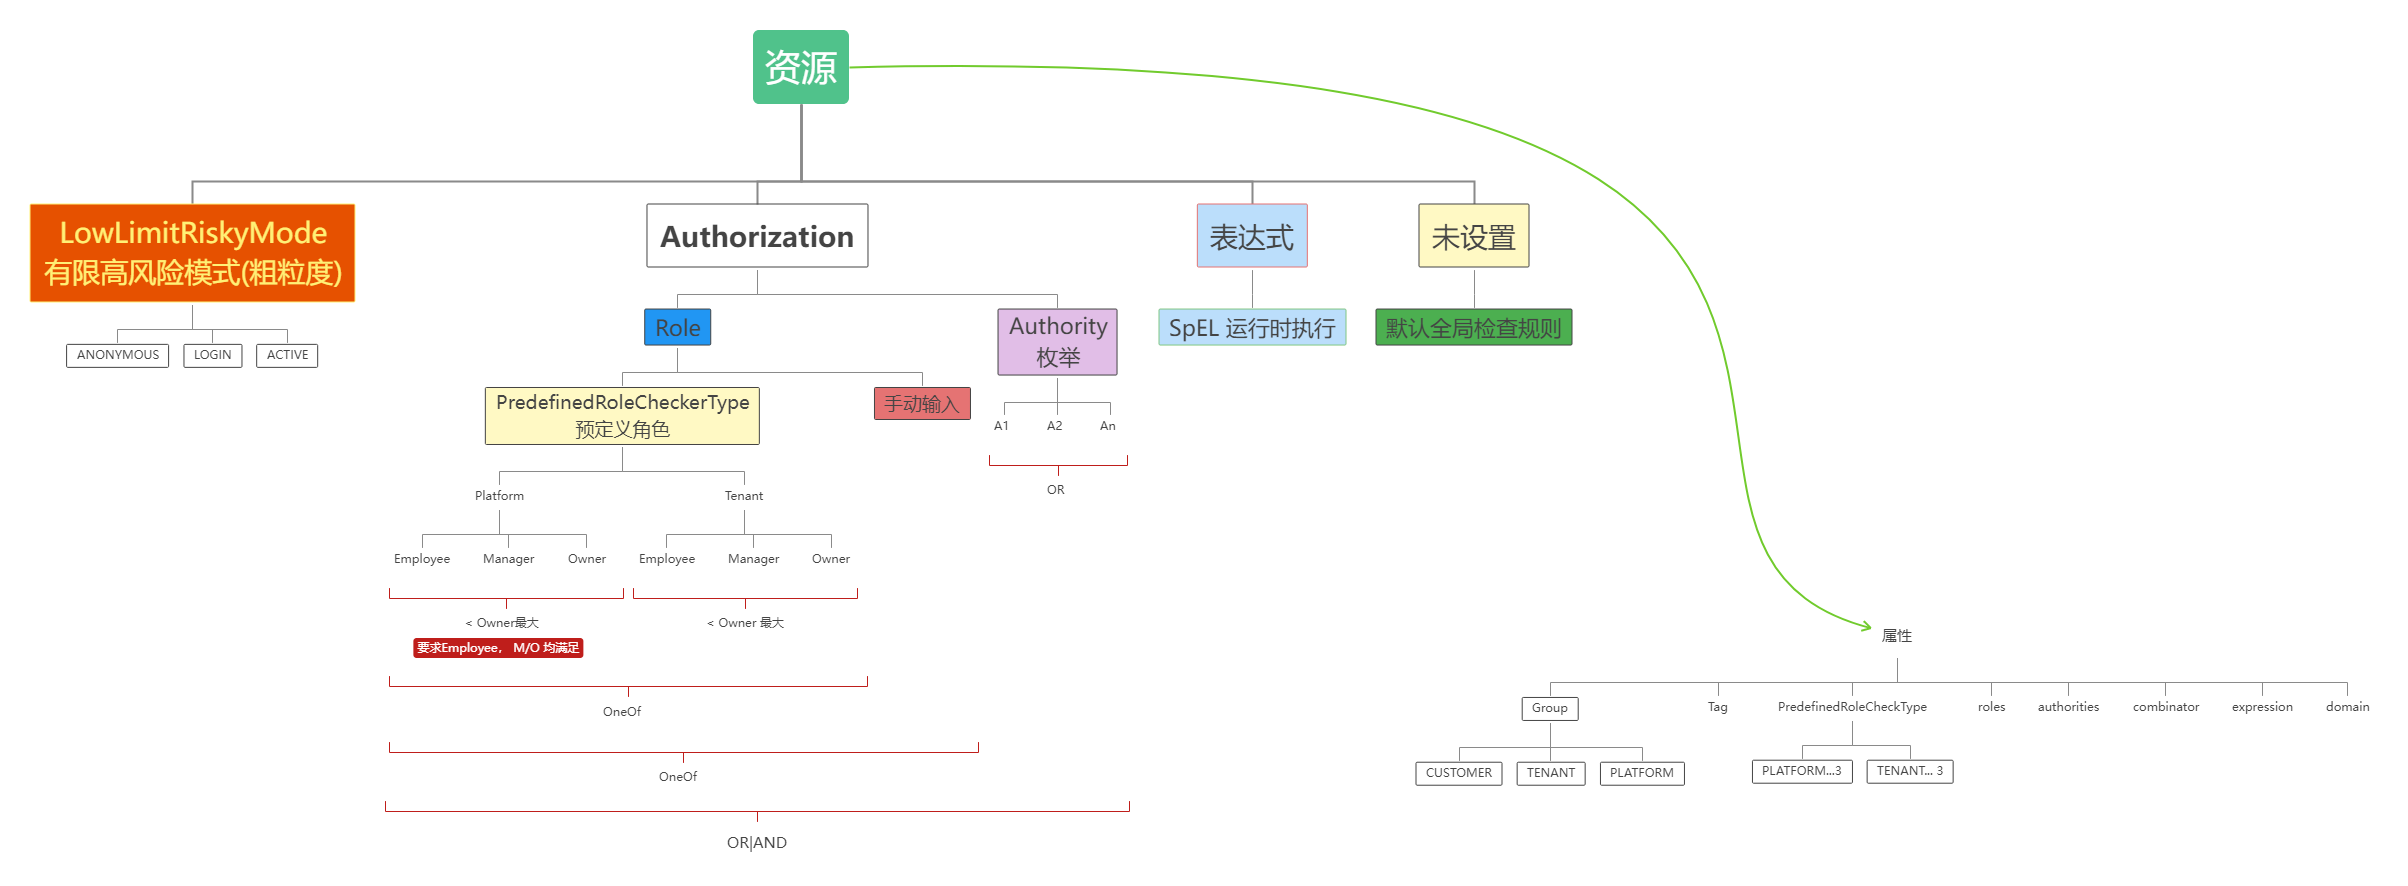 资源
LowLimitRiskyMode
有限高风险模式(粗粒度)
ANONYMOUS
LOGIN
ACTIVE
Authorization
Role
PredefinedRoleCheckerType
预定义角色
手动输入
Platform
Tenant
Employee
Manager
Owner
Employee
Manager
Owner
< Owner最大
< Owner 最大
要求Employee， M/O 均满足
OneOf
OneOf
OR|AND
Authority
枚举
A1
A2
An
OR
表达式
SpEL 运行时执行
未设置
默认全局检查规则
属性
Group
Tag
PredefinedRoleCheckType
roles
authorities
combinator
expression
domain
CUSTOMER
TENANT
PLATFORM
PLATFORM...3
TENANT... 3